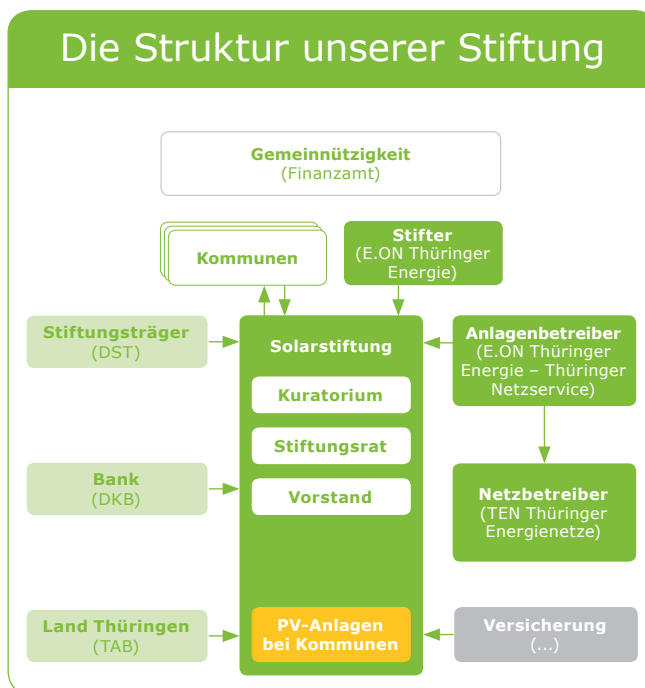 Die Struktur unserer Stiftung
Gemeinnützigkeit
(Finanzamt)
Kommunen
Stifter
(E.ON Thüringer
Energie)
Stiftungsträger
(DST)
Solarstiftung
Anlagenbetreiber
(E.ON Thüringer
Energie – Thüringer
Netzservice)
Kuratorium
Stiftungsrat
Bank
(DKB)
Vorstand
Netzbetreiber
(TEN Thüringer
Energienetze)
Land Thüringen
(TAB)
PV-Anlagen
bei Kommunen
Versicherung
(...)